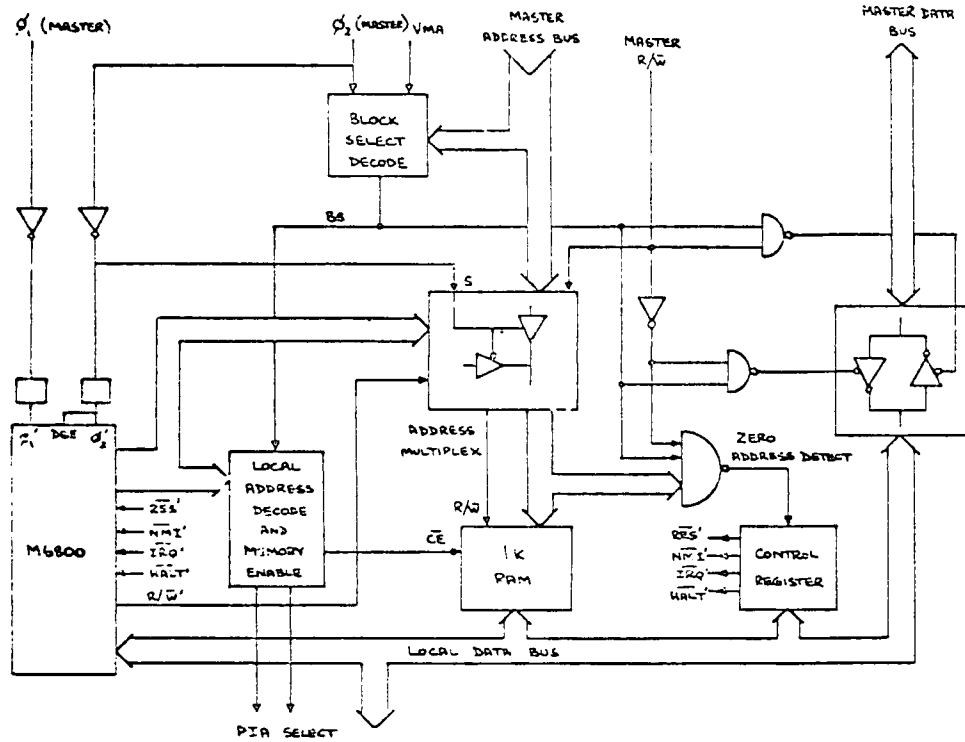 ϕ₁ (MASTER)
ϕ₂ (MASTER) VMA
MASTER
ADDRESS BUS
MASTER
R/W̅
MASTER DATA
BUS
BLOCK
SELECT
DECODE
BS
S
ADDRESS
MULTIPLEX
ZERO
ADDRESS DETECT
DBE
ϕ₂'
M6800
NMI̅'
IRQ̅'
HALT̅'
R/W̅'
LOCAL
ADDRESS
DECODE
AND
MEMORY
ENABLE
C̅E̅
R/W̅
1K
RAM
RES̅'
NMI̅'
IRQ̅'
HALT̅'
CONTROL
REGISTER
LOCAL DATA BUS
PIA SELECT